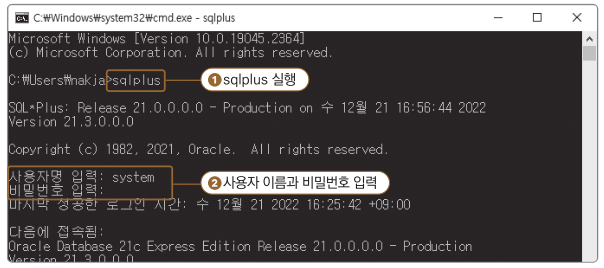 C:₩Windows₩system32₩cmd.exe - sqlplus
Microsoft Windows [Version 10.0.19045.2364]
(c) Microsoft Corporation. All rights reserved.
C:₩Users₩nakja>sqlplus
❶ sqlplus 실행
SQL*Plus: Release 21.0.0.0.0 - Production on 수 12월 21 16:56:44 2022
Version 21.3.0.0.0
Copyright (c) 1982, 2021, Oracle. All rights reserved.
사용자명 입력: system
비밀번호 입력:
❷ 사용자 이름과 비밀번호 입력
마지막 성공한 로그인 시간: 수 12월 21 2022 16:25:42 +09:00
다음에 접속됨:
Oracle Database 21c Express Edition Release 21.0.0.0.0 - Production
Version 21.3.0.0.0